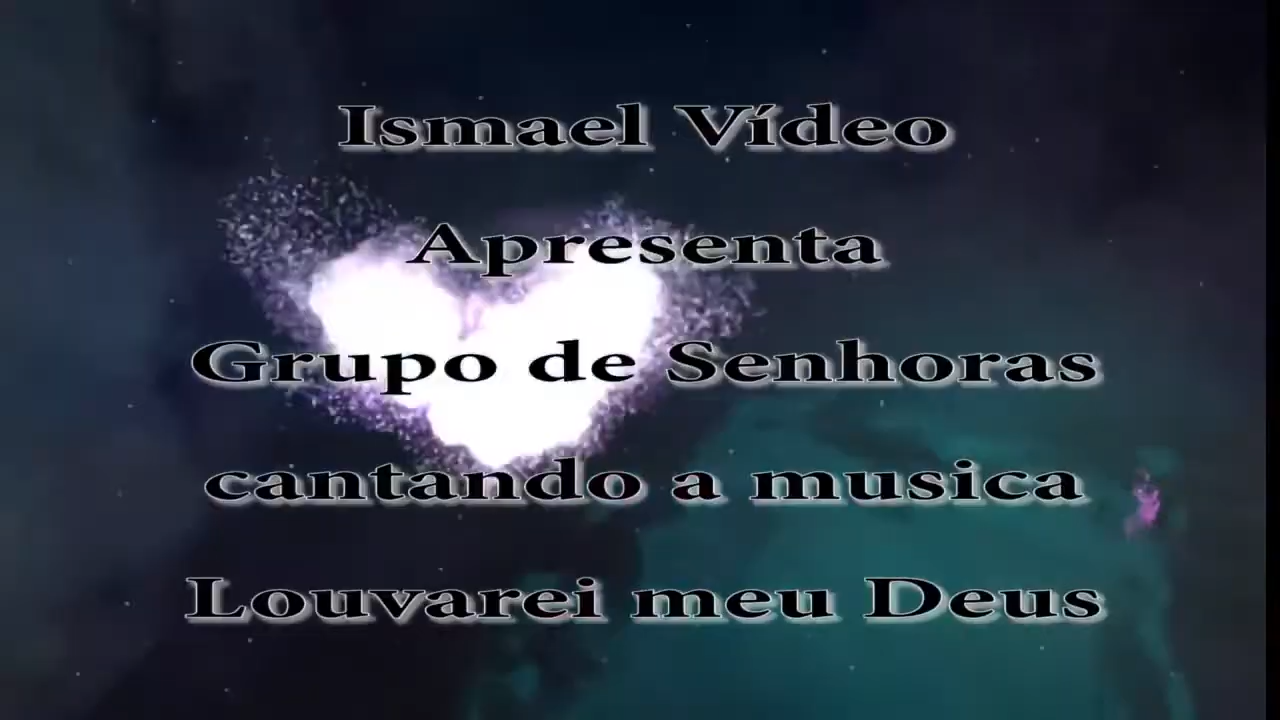 Ismael Vídeo
Apresenta
Grupo de Senhoras
cantando a musica
Louvarei meu Deus